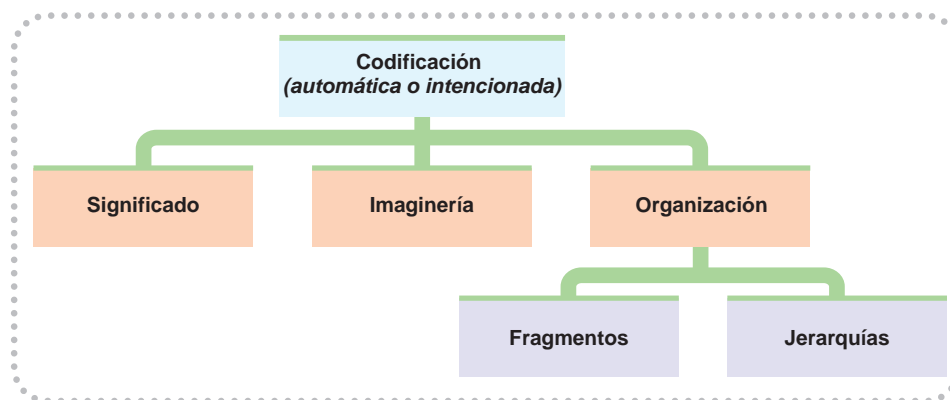 Codificación
(automática o intencionada)
Significado
Imaginería
Organización
Fragmentos
Jerarquías